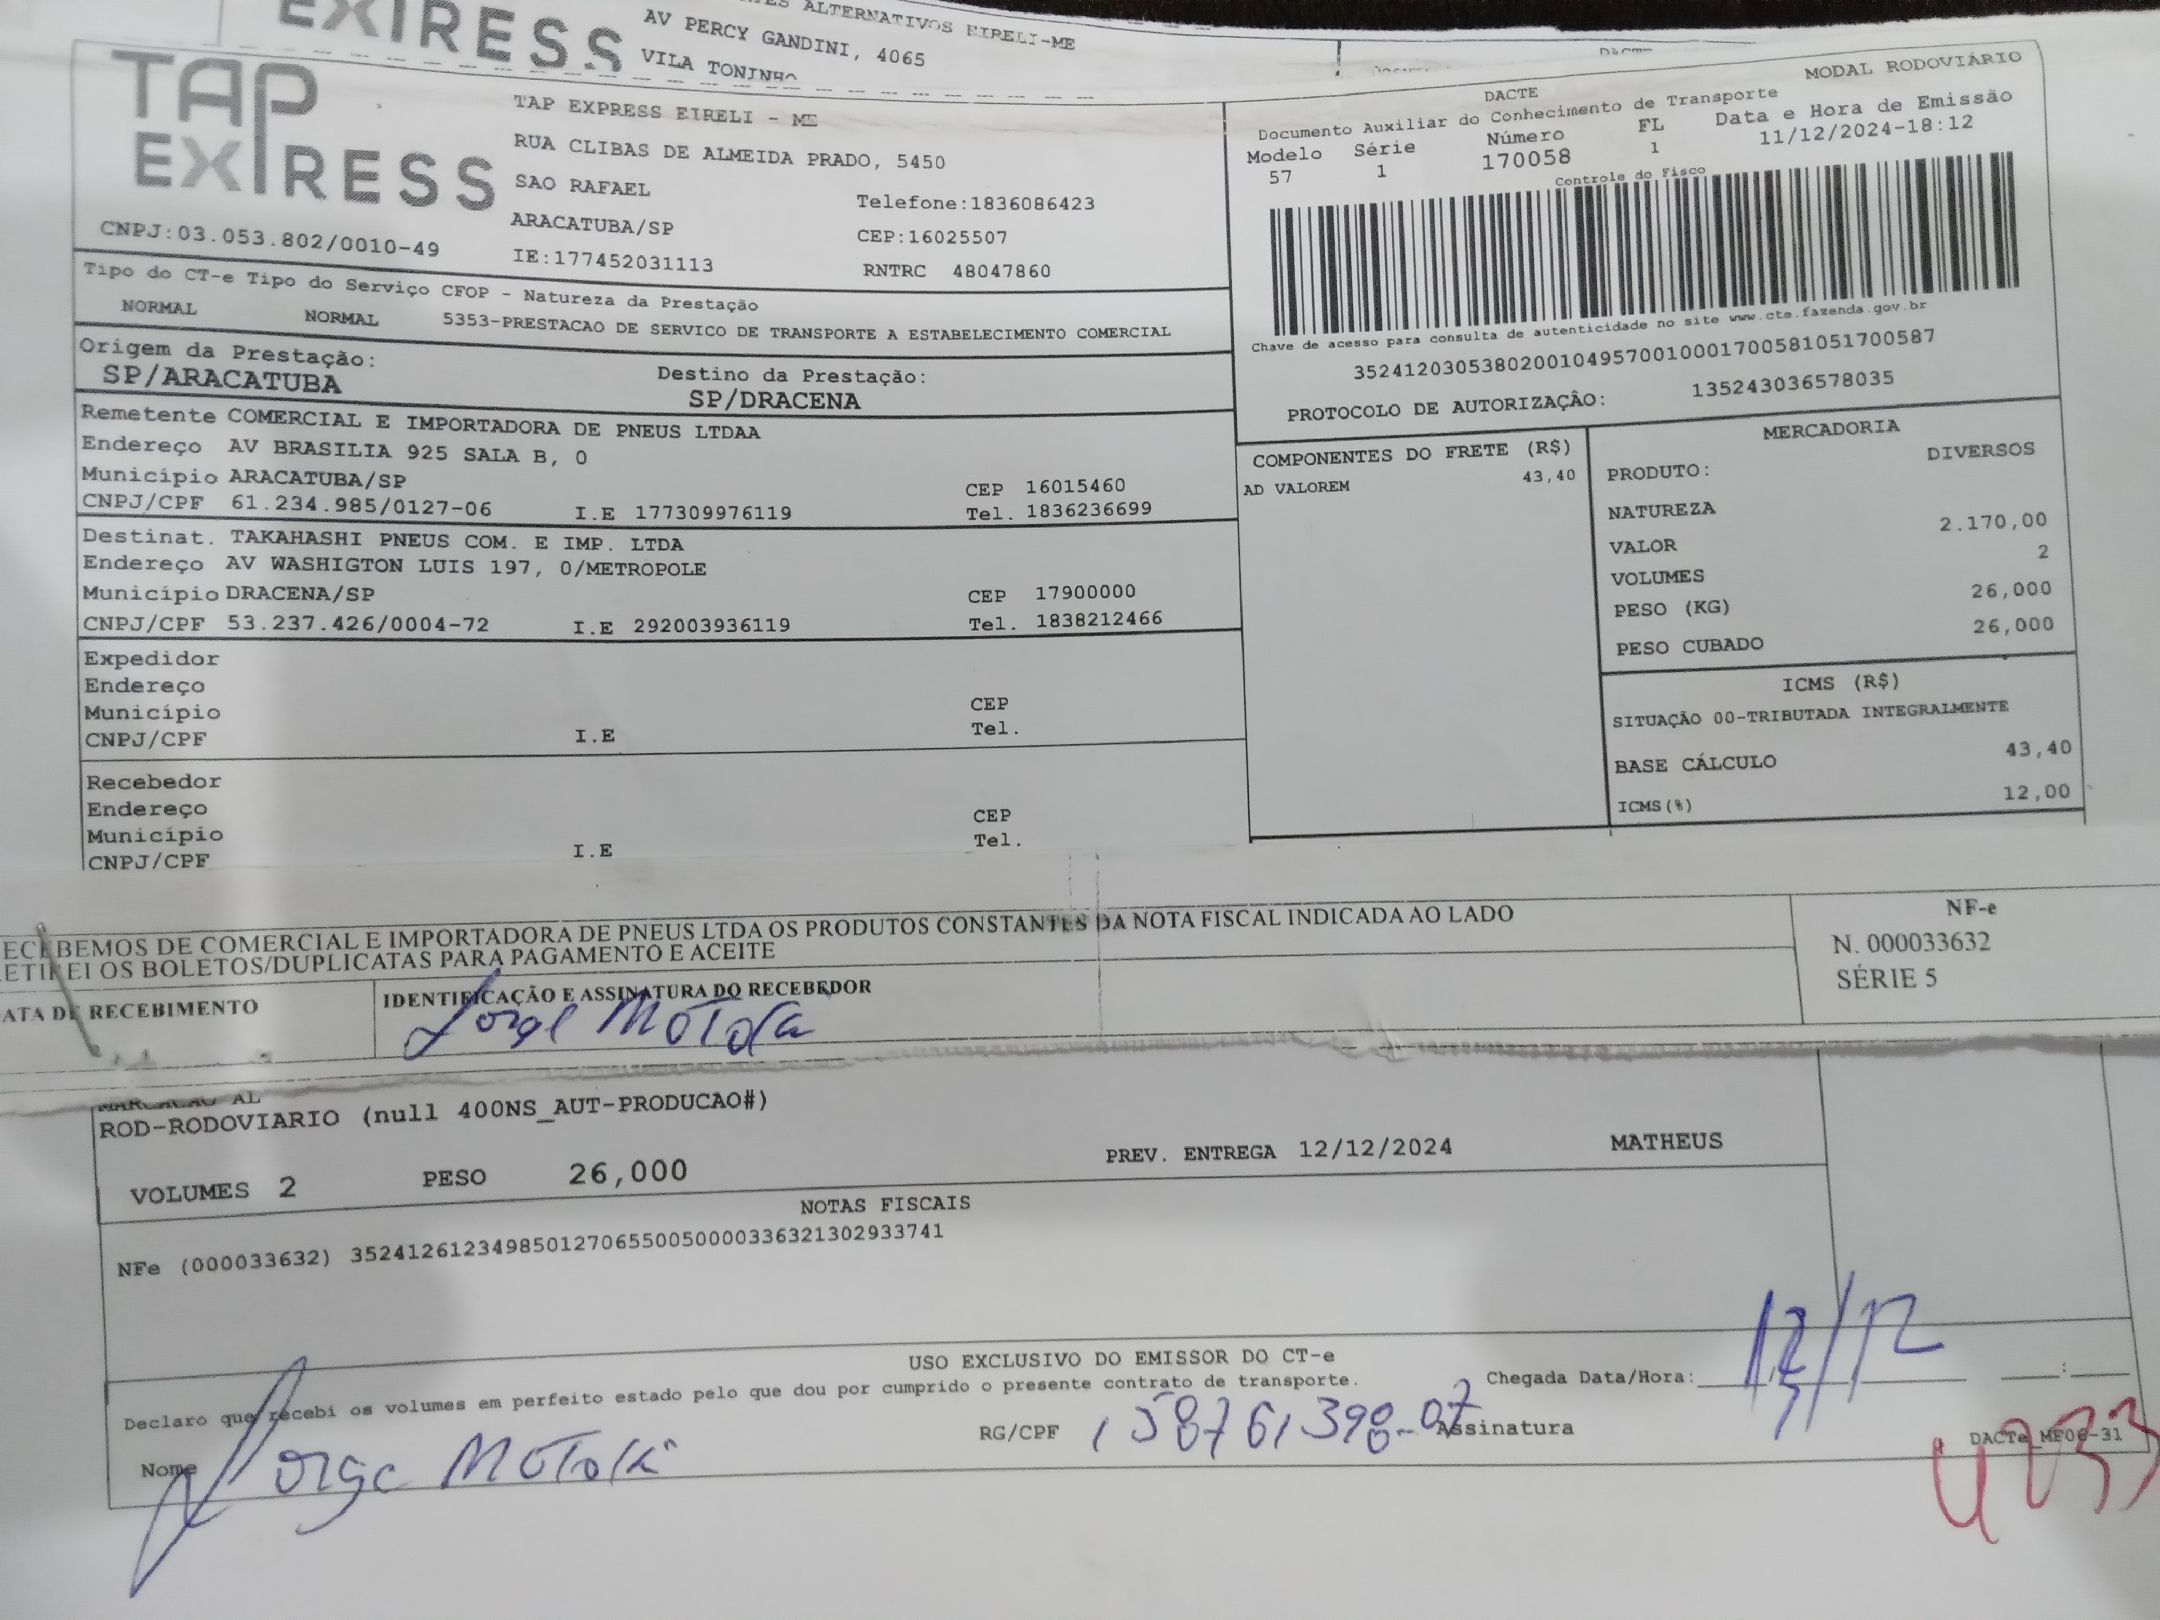 EXPRESS
ES ALTERNATIVOS EIRELI-ME
AV PERCY GANDINI, 4065
VILA TONINHO
TAP
EXPRESS
CNPJ:03.053.802/0010-49
TAP EXPRESS EIRELI - ME
RUA CLIBAS DE ALMEIDA PRADO, 5450
SAO RAFAEL
Telefone:1836086423
ARACATUBA/SP
CEP:16025507
IE:177452031113
RNTRC 48047860
DACTE
MODAL RODOVIÁRIO
Documento Auxiliar do Conhecimento de Transporte
Modelo Série Número FL Data e Hora de Emissão
57 1 170058 1 11/12/2024-18:12
Controle do Fisco
Chave de acesso para consulta de autenticidade no site www.cte.fazenda.gov.br
35241203053802001049570010001700581051700587
PROTOCOLO DE AUTORIZAÇÃO: 135243036578035
Tipo do CT-e Tipo do Serviço CFOP - Natureza da Prestação
NORMAL NORMAL 5353-PRESTACAO DE SERVICO DE TRANSPORTE A ESTABELECIMENTO COMERCIAL
Origem da Prestação: Destino da Prestação:
SP/ARACATUBA SP/DRACENA
Remetente COMERCIAL E IMPORTADORA DE PNEUS LTDAA
Endereço AV BRASILIA 925 SALA B, 0
Município ARACATUBA/SP CEP 16015460
CNPJ/CPF 61.234.985/0127-06 I.E 177309976119 Tel. 1836236699
Destinat. TAKAHASHI PNEUS COM. E IMP. LTDA
Endereço AV WASHIGTON LUIS 197, 0/METROPOLE
Município DRACENA/SP CEP 17900000
CNPJ/CPF 53.237.426/0004-72 I.E 292003936119 Tel. 1838212466
Expedidor
Endereço
Município CEP
CNPJ/CPF I.E Tel.
Recebedor
Endereço
Município CEP
CNPJ/CPF I.E Tel.
COMPONENTES DO FRETE (R$)
AD VALOREM 43,40
MERCADORIA
PRODUTO: DIVERSOS
NATUREZA
VALOR 2.170,00
VOLUMES 2
PESO (KG) 26,000
PESO CUBADO 26,000
ICMS (R$)
SITUAÇÃO 00-TRIBUTADA INTEGRALMENTE
BASE CÁLCULO 43,40
ICMS(%) 12,00
ECEBEMOS DE COMERCIAL E IMPORTADORA DE PNEUS LTDA OS PRODUTOS CONSTANTES DA NOTA FISCAL INDICADA AO LADO
ETIREI OS BOLETOS/DUPLICATAS PARA PAGAMENTO E ACEITE
ATA DE RECEBIMENTO
IDENTIFICAÇÃO E ASSINATURA DO RECEBEDOR
Jorge
NF-e
N. 000033632
SÉRIE 5
ROD-RODOVIARIO (null 400NS_AUT-PRODUCAO#)
VOLUMES 2 PESO 26,000 PREV. ENTREGA 12/12/2024 MATHEUS
NOTAS FISCAIS
NFe (000033632) 35241261234985012706550050000336321302933741
USO EXCLUSIVO DO EMISSOR DO CT-e
Declaro que recebi os volumes em perfeito estado pelo que dou por cumprido o presente contrato de transporte.
Chegada Data/Hora: 12/12
Nome Jorge
RG/CPF 158761398-07 Assinatura
DACTe_MF06-31